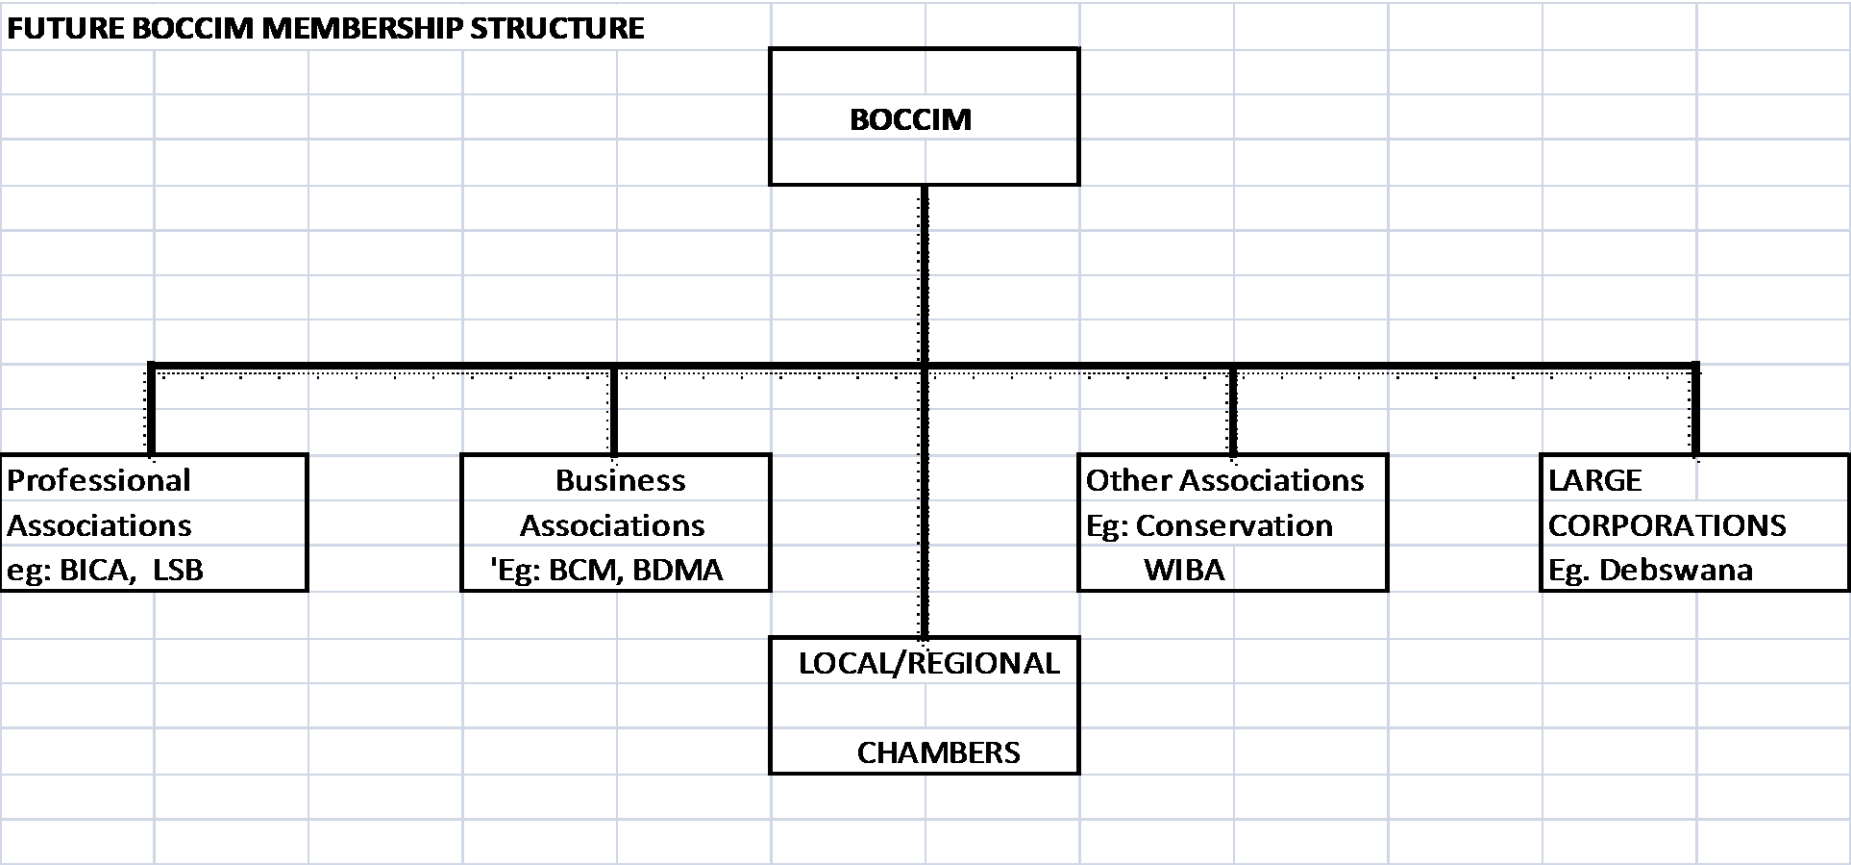 FUTURE BOCCIM MEMBERSHIP STRUCTURE
BOCCIM
Professional
Associations
eg: BICA,  LSB
Business
Associations
'Eg: BCM, BDMA
Other Associations
Eg: Conservation
WIBA
LARGE
CORPORATIONS
Eg. Debswana
LOCAL/REGIONAL
CHAMBERS